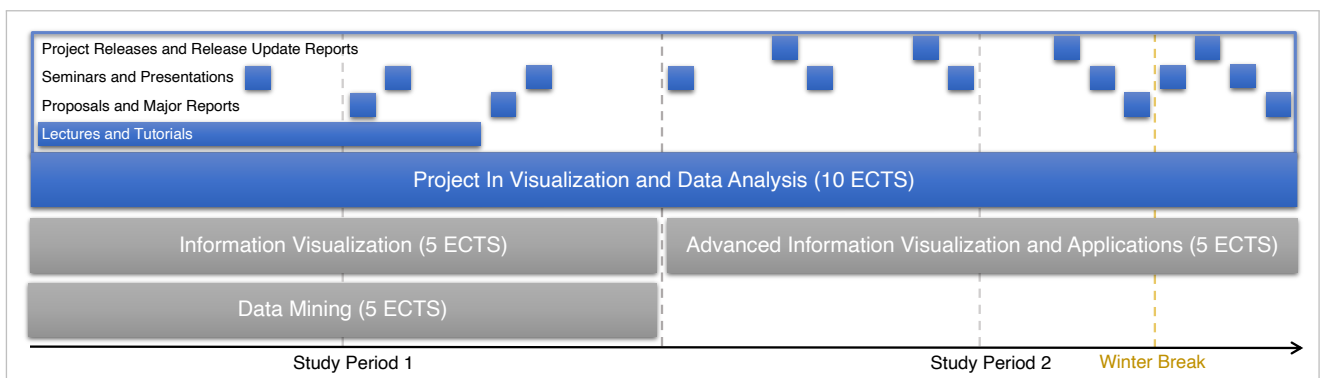 Project Releases and Release Update Reports
Seminars and Presentations
Proposals and Major Reports
Lectures and Tutorials
Project In Visualization and Data Analysis (10 ECTS)
Information Visualization (5 ECTS)
Advanced Information Visualization and Applications (5 ECTS)
Data Mining (5 ECTS)
Study Period 1
Study Period 2
Winter Break